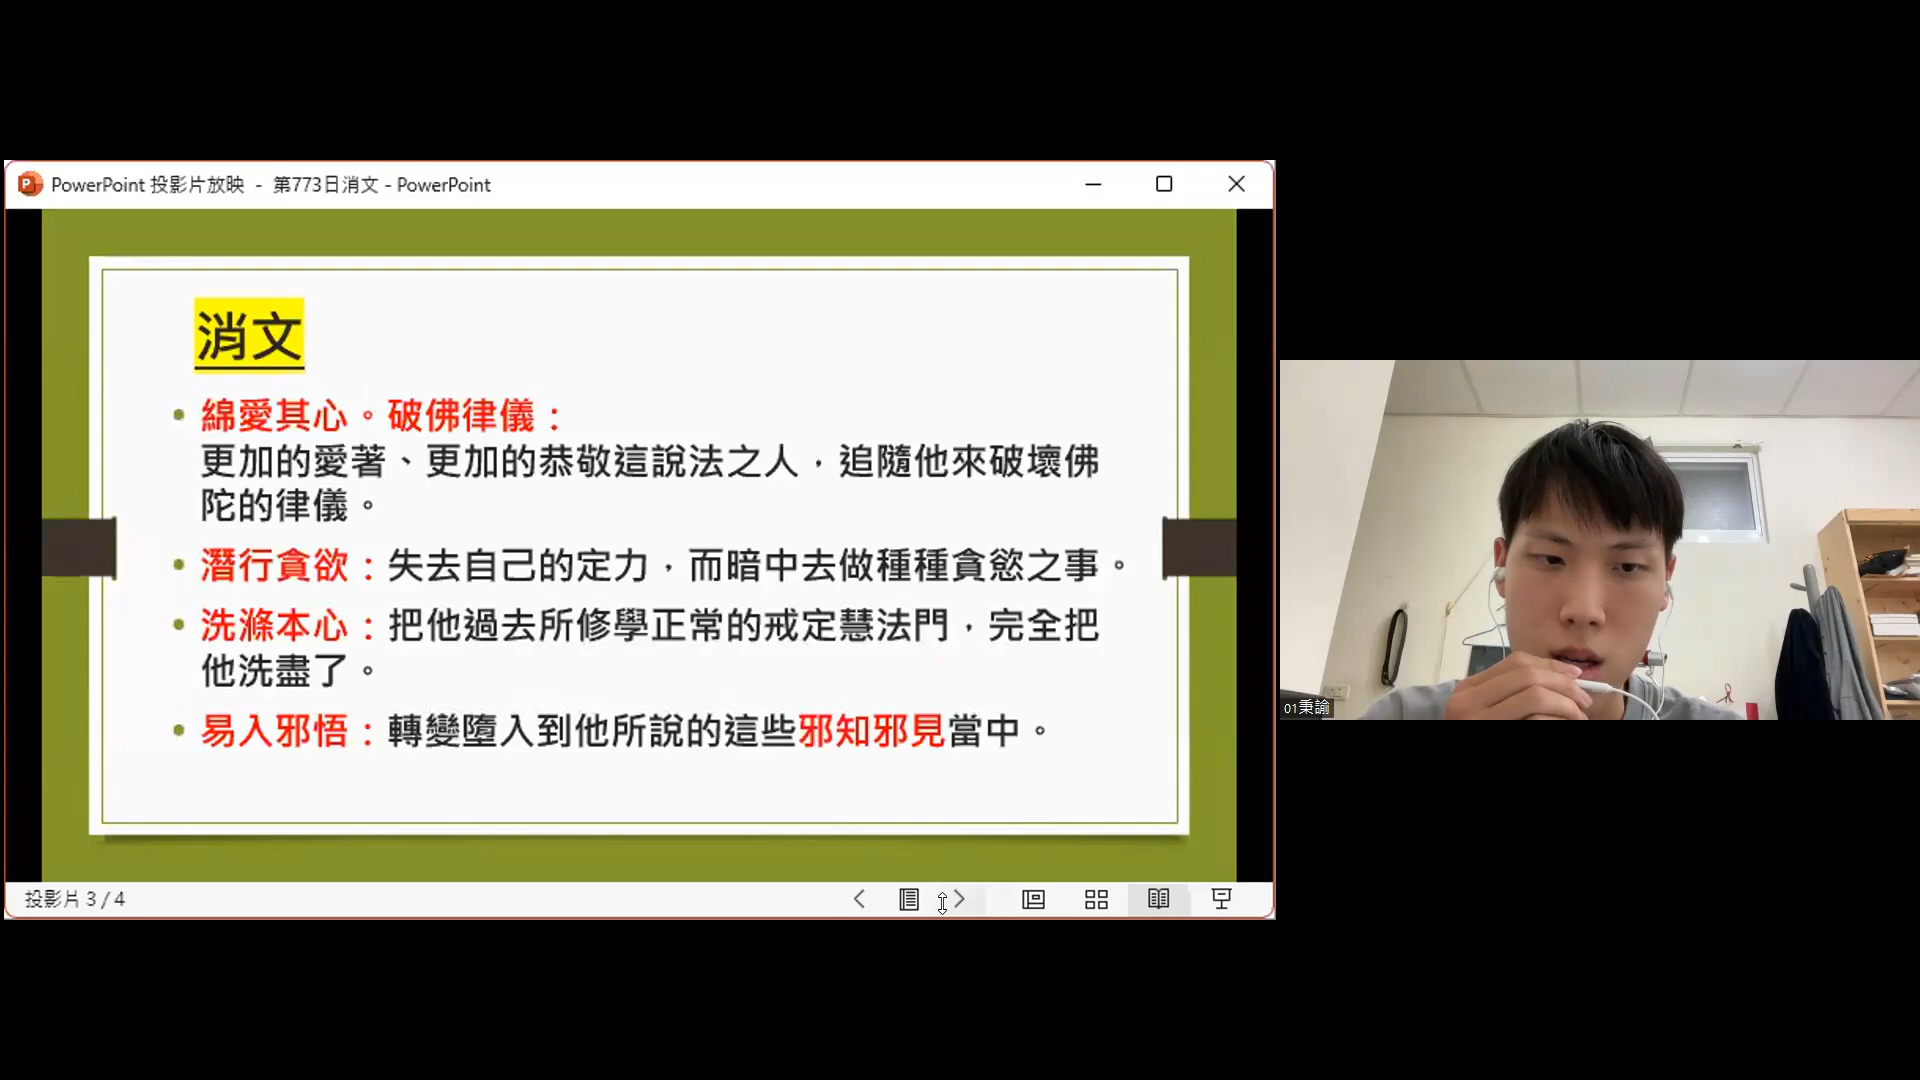 PowerPoint 投影片放映 - 第773日消文 - PowerPoint
消文
• 綿愛其心。破佛律儀：
更加的愛著、更加的恭敬這說法之人，追隨他來破壞佛
陀的律儀。
• 潛行貪欲：失去自己的定力，而暗中去做種種貪慾之事。
• 洗滌本心：把他過去所修學正常的戒定慧法門，完全把
他洗盡了。
• 易入邪悟：轉變墮入到他所說的這些邪知邪見當中。
投影片 3 / 4
01秉諭